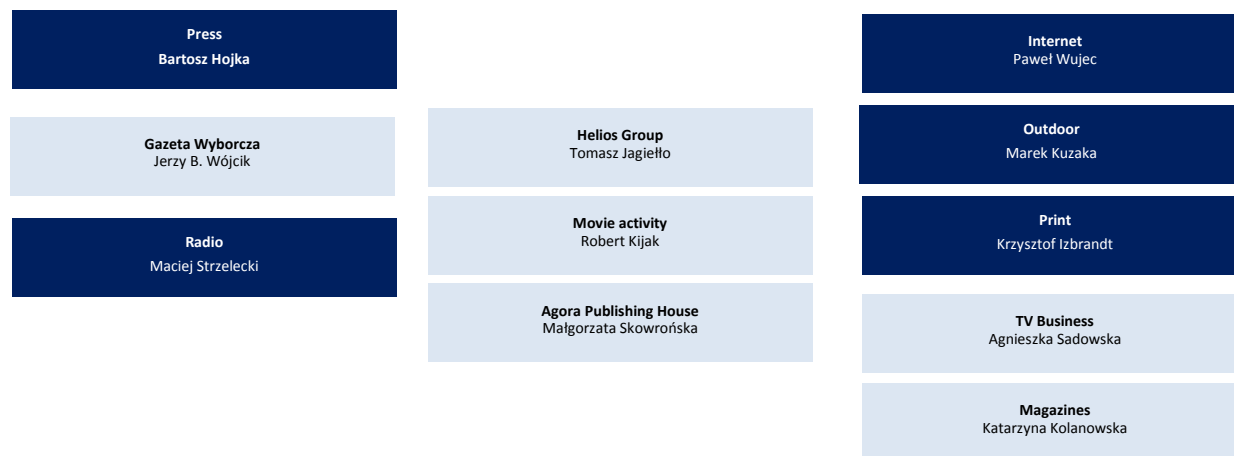 Press
Bartosz Hojka
Gazeta Wyborcza
Jerzy B. Wójcik
Radio
Maciej Strzelecki
Helios Group
Tomasz Jagiełło
Movie activity
Robert Kijak
Agora Publishing House
Małgorzata Skowrońska
Internet
Paweł Wujec
Outdoor
Marek Kuzaka
Print
Krzysztof Izbrandt
TV Business
Agnieszka Sadowska
Magazines
Katarzyna Kolanowska